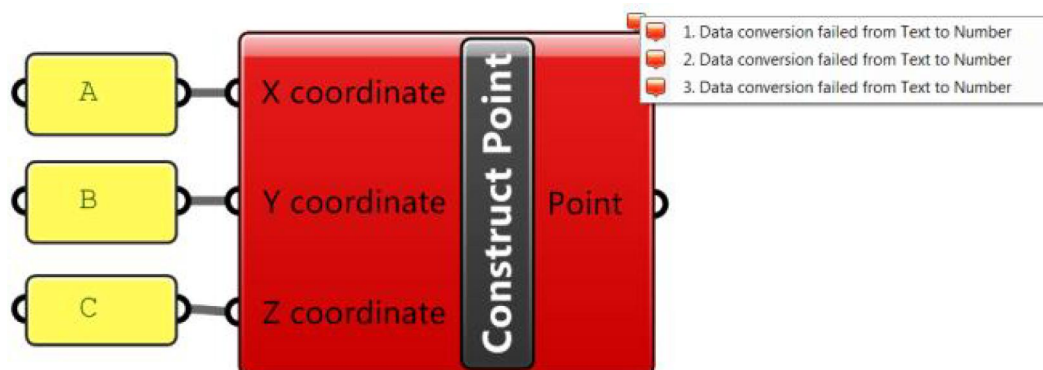 1. Data conversion failed from Text to Number
2. Data conversion failed from Text to Number
3. Data conversion failed from Text to Number
A
X coordinate
B
Y coordinate
C
Z coordinate
Construct Point
Point